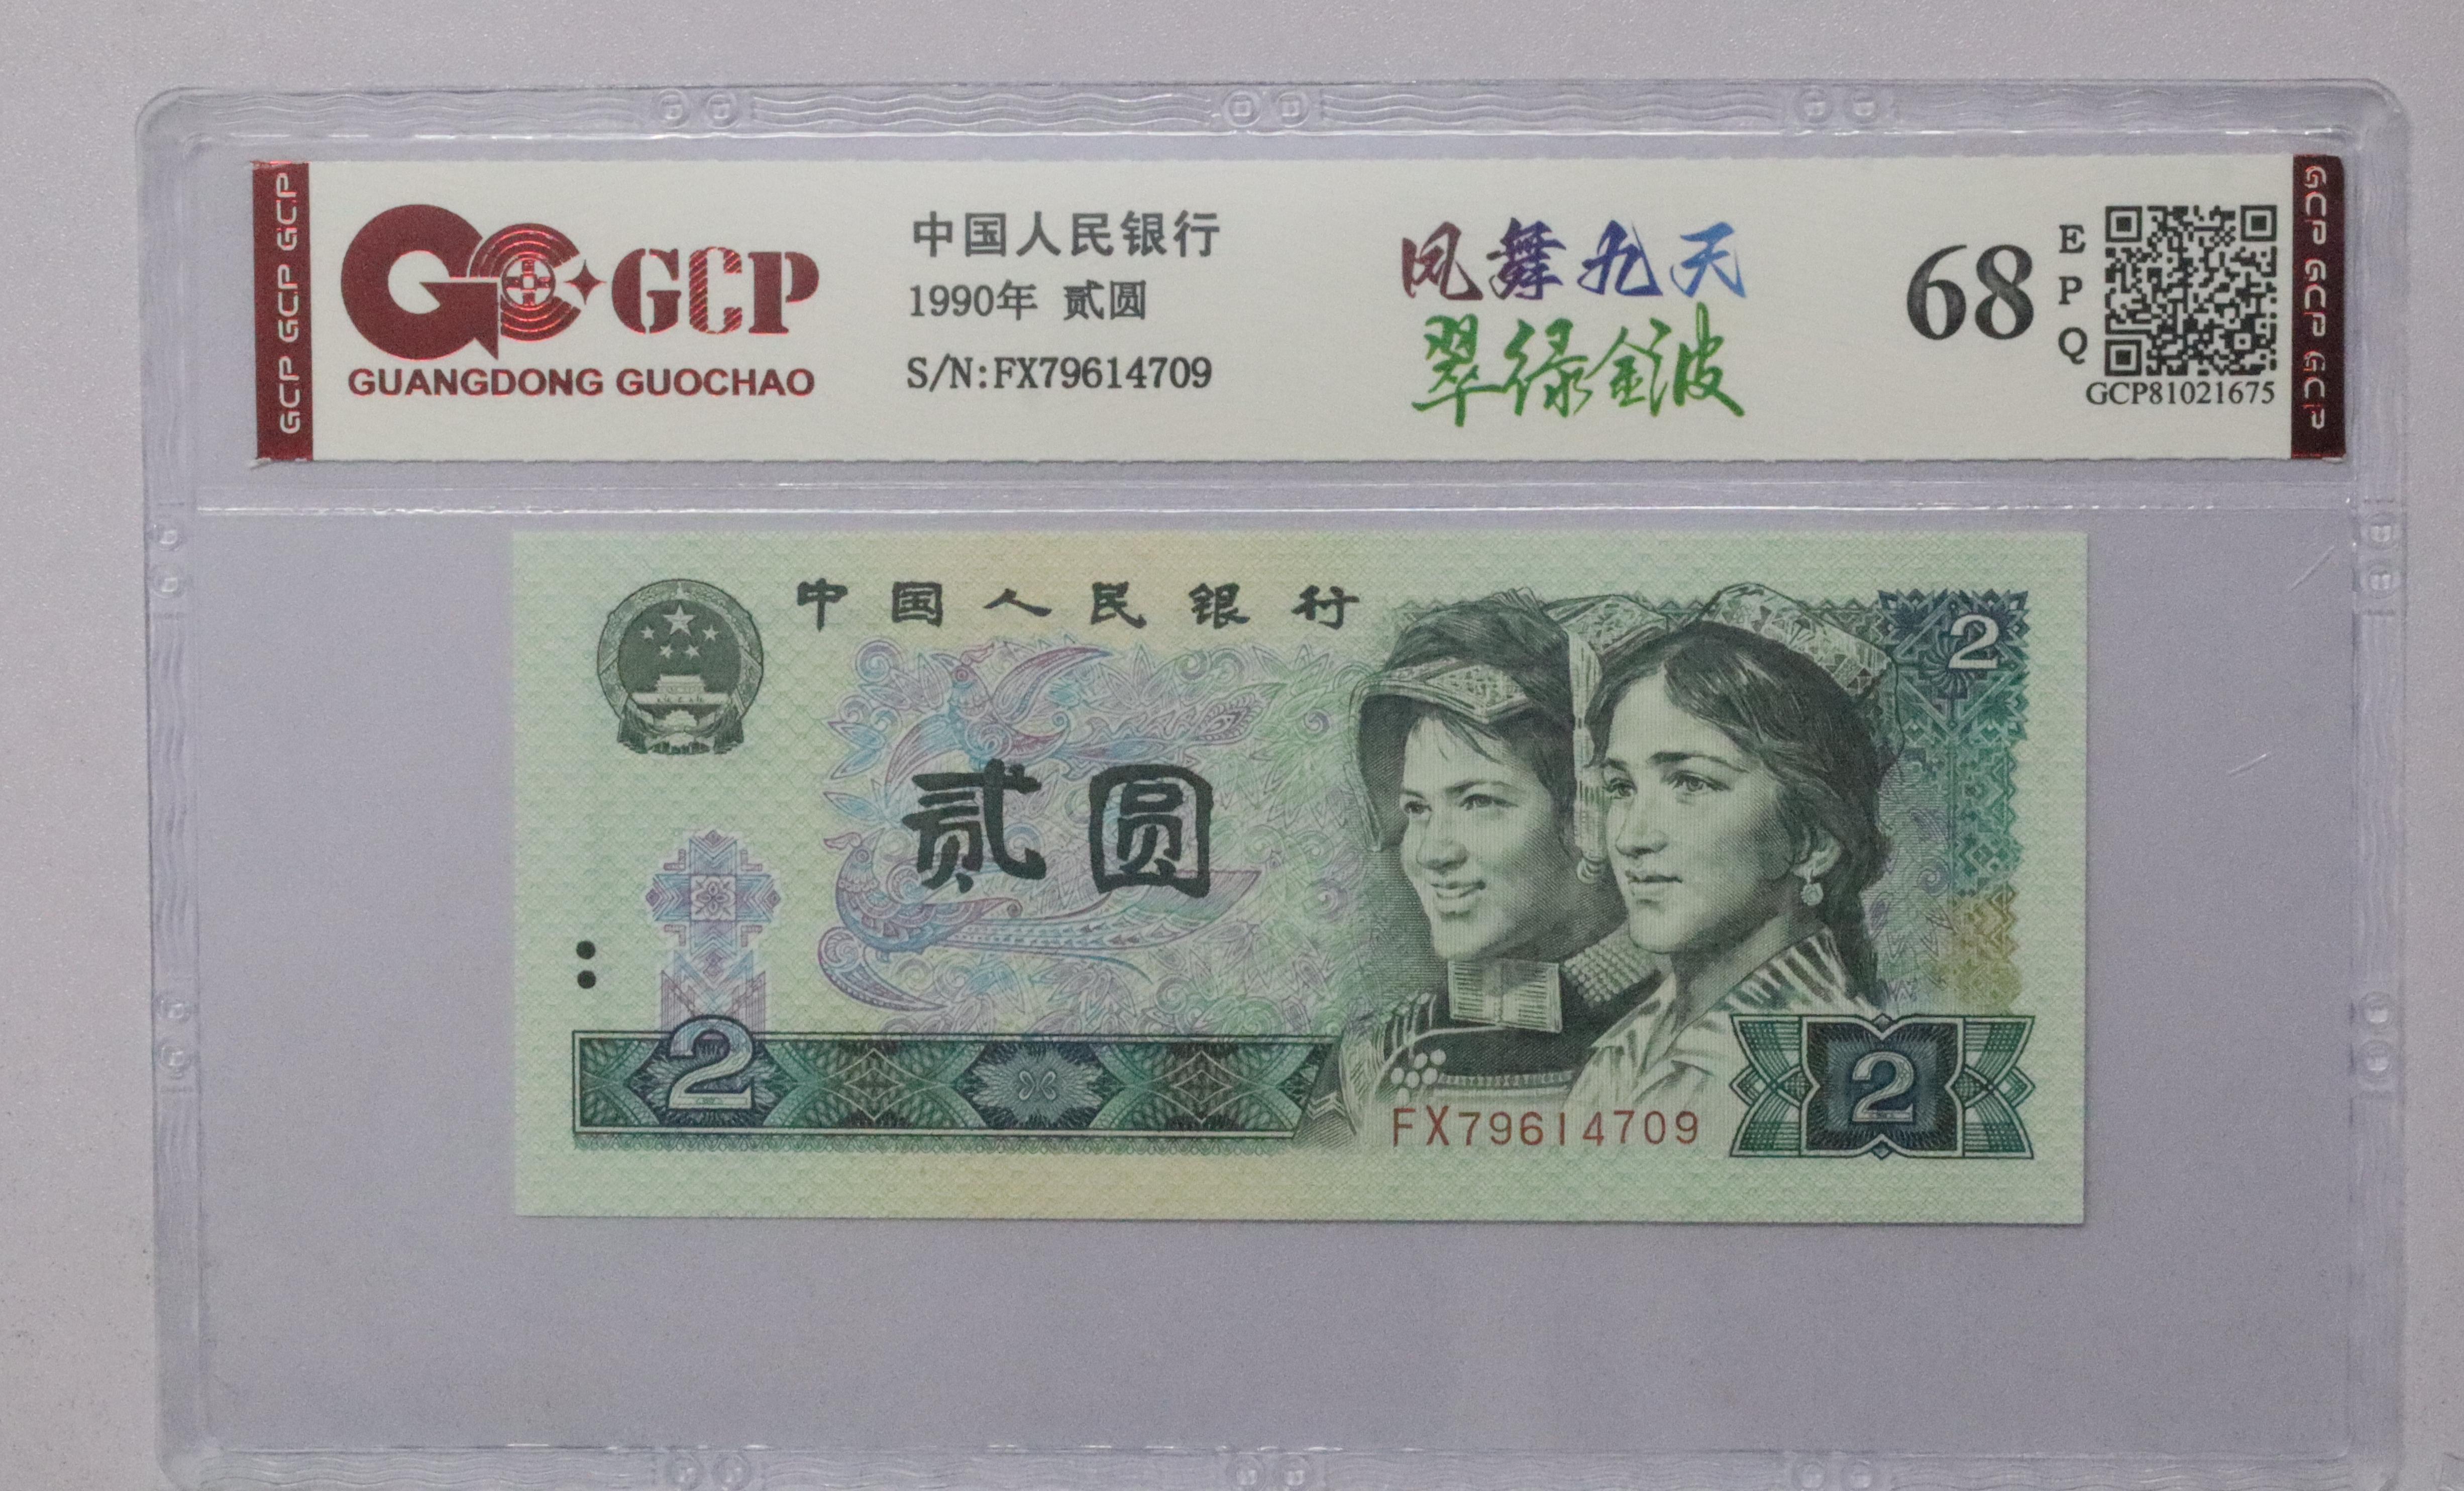 GCP GCP GCP
GCP
GUANGDONG GUOCHAO
中国人民银行
1990年 贰圆
S/N:FX79614709
凤舞九天
翠绿金波
68
EPQ
GCP81021675
GCP GCP GCP
中国人民银行
2
贰圆
2
FX79614709
2